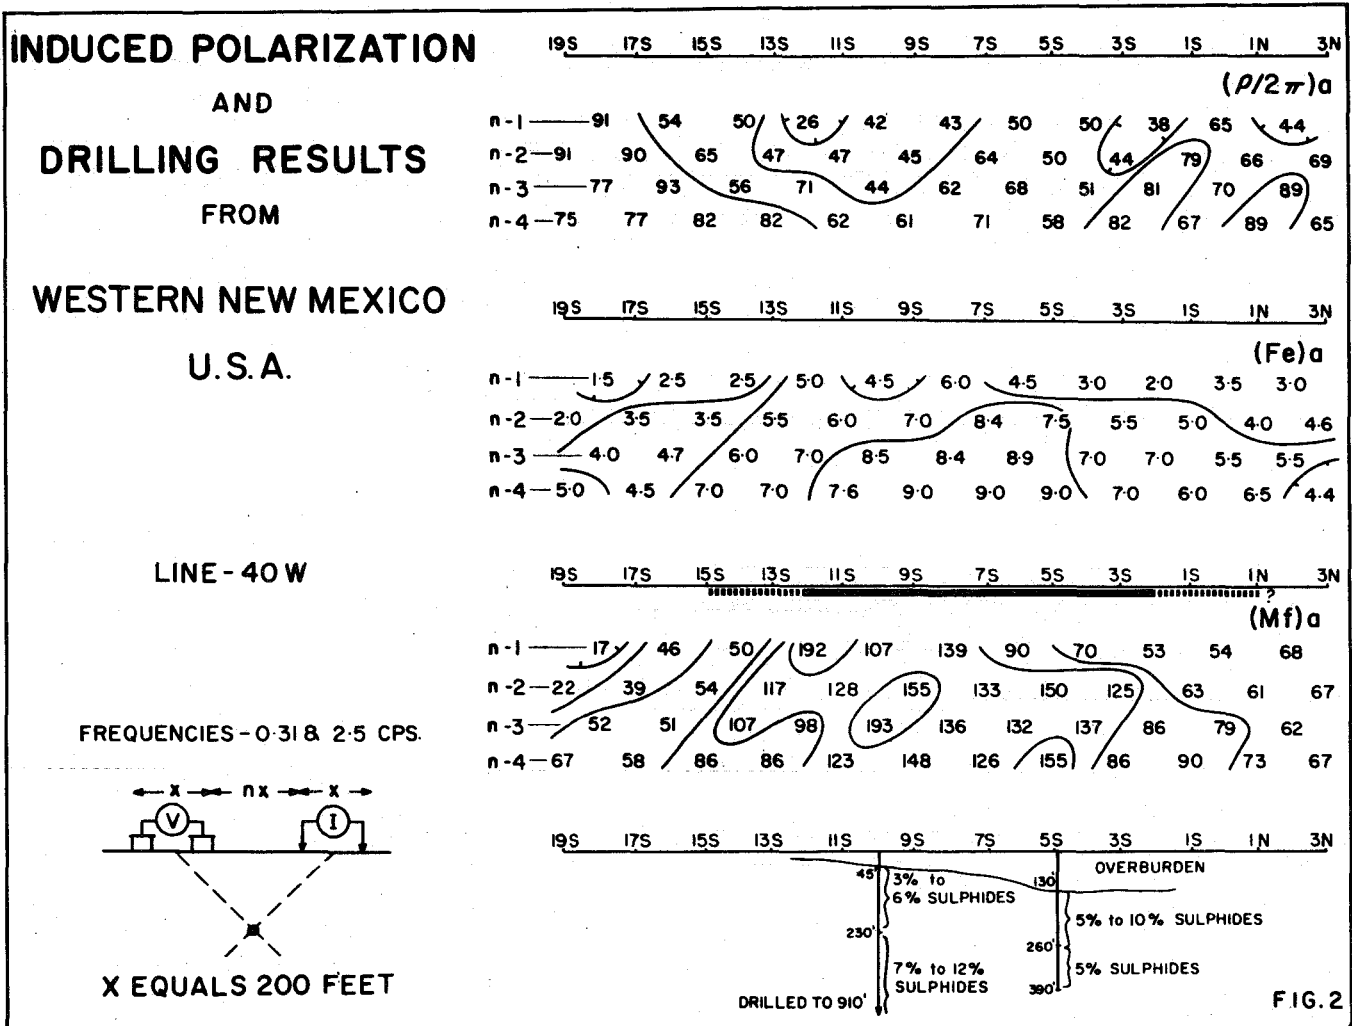 INDUCED POLARIZATION
AND
DRILLING RESULTS
FROM
WESTERN NEW MEXICO
U.S.A.
LINE - 40 W
FREQUENCIES - 0.31 & 2.5 CPS.
x nx x
V I
X EQUALS 200 FEET
19S 17S 15S 13S 11S 9S 7S 5S 3S 1S 1N 3N
(ρ/2π)a
n-1 91 54 50 26 42 43 50 50 38 65 44
n-2 91 90 65 47 47 45 64 50 44 79 66 69
n-3 77 93 56 71 44 62 68 51 81 70 89
n-4 75 77 82 82 62 61 71 58 82 67 89 65
19S 17S 15S 13S 11S 9S 7S 5S 3S 1S 1N 3N
(Fe)a
n-1 1.5 2.5 2.5 5.0 4.5 6.0 4.5 3.0 2.0 3.5 3.0
n-2 2.0 3.5 3.5 5.5 6.0 7.0 8.4 7.5 5.5 5.0 4.0 4.6
n-3 4.0 4.7 6.0 7.0 8.5 8.4 8.9 7.0 7.0 5.5 5.5
n-4 5.0 4.5 7.0 7.0 7.6 9.0 9.0 9.0 7.0 6.0 6.5 4.4
19S 17S 15S 13S 11S 9S 7S 5S 3S 1S 1N 3N
?
(Mf)a
n-1 17 46 50 192 107 139 90 70 53 54 68
n-2 22 39 54 117 128 155 133 150 125 63 61 67
n-3 52 51 107 98 193 136 132 137 86 79 62
n-4 67 58 86 86 123 148 126 155 86 90 73 67
19S 17S 15S 13S 11S 9S 7S 5S 3S 1S 1N 3N
OVERBURDEN
45' 3% to 6% SULPHIDES
130'
5% to 10% SULPHIDES
230'
260'
7% to 12% SULPHIDES
5% SULPHIDES
390'
DRILLED TO 910'
FIG. 2